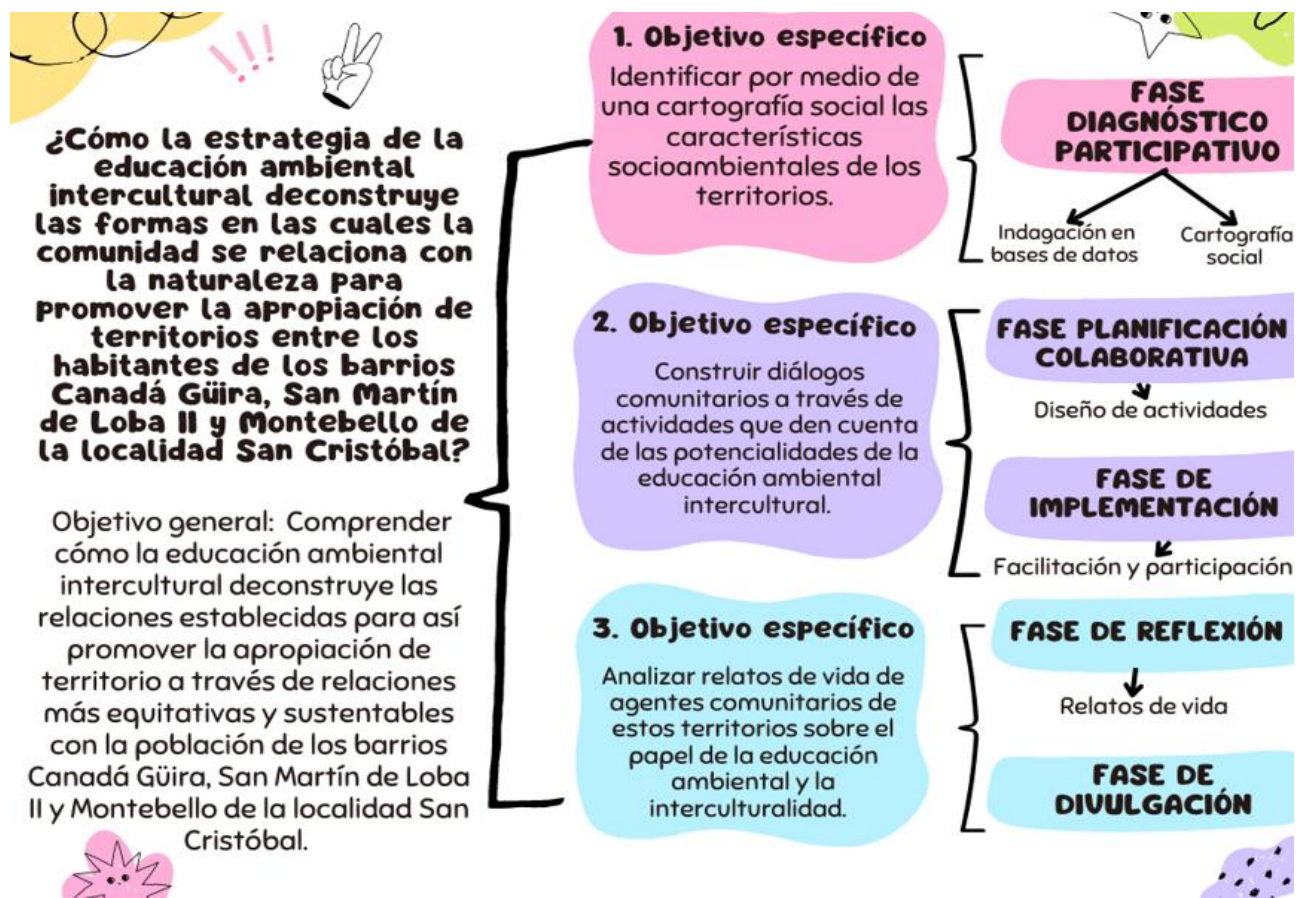 ¿Cómo la estrategia de la
educación ambiental
intercultural deconstruye
las formas en las cuales la
comunidad se relaciona con
la naturaleza para
promover la apropiación de
territorios entre los
habitantes de los barrios
Canadá Güira, San Martín
de Loba II y Montebello de
la localidad San Cristóbal?
Objetivo general: Comprender
cómo la educación ambiental
intercultural deconstruye las
relaciones establecidas para así
promover la apropiación de
territorio a través de relaciones
más equitativas y sustentables
con la población de los barrios
Canadá Güira, San Martín de Loba
II y Montebello de la localidad San
Cristóbal.
1. Objetivo específico
Identificar por medio de
una cartografía social las
características
socioambientales de los
territorios.
FASE
DIAGNÓSTICO
PARTICIPATIVO
Indagación en
bases de datos
Cartografía
social
2. Objetivo específico
Construir diálogos
comunitarios a través de
actividades que den cuenta
de las potencialidades de la
educación ambiental
intercultural.
FASE PLANIFICACIÓN
COLABORATIVA
Diseño de actividades
FASE DE
IMPLEMENTACIÓN
Facilitación y participación
3. Objetivo específico
Analizar relatos de vida de
agentes comunitarios de
estos territorios sobre el
papel de la educación
ambiental y la
interculturalidad.
FASE DE REFLEXIÓN
Relatos de vida
FASE DE
DIVULGACIÓN